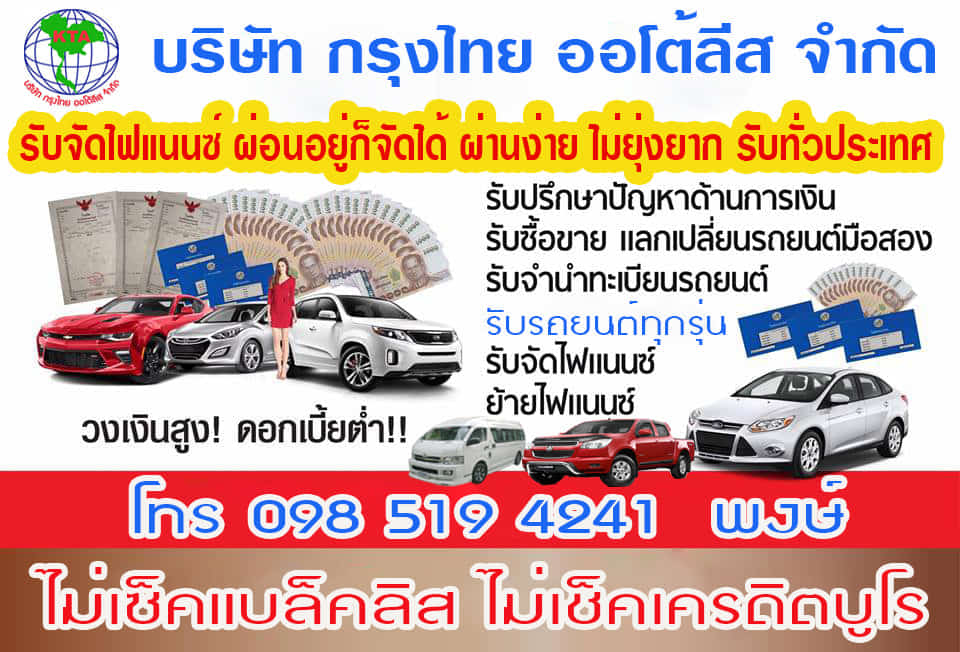 KTA
บริษัท กรุงไทย ออโต้ลีส จำกัด
บริษัท กรุงไทย ออโต้ลีส จำกัด
รับจัดไฟแนนซ์ ผ่อนอยู่ก็จัดได้ ผ่านง่าย ไม่ยุ่งยาก รับทั่วประเทศ
รับปรึกษาปัญหาด้านการเงิน
รับซื้อขาย แลกเปลี่ยนรถยนต์มือสอง
รับจำนำทะเบียนรถยนต์
รับรถยนต์ทุกรุ่น
รับจัดไฟแนนซ์
ย้ายไฟแนนซ์
วงเงินสูง! ดอกเบี้ยต่ำ!!
โทร 098 519 4241 พงษ์
ไม่เช็คแบล็คลิส ไม่เช็คเครดิตบูโร